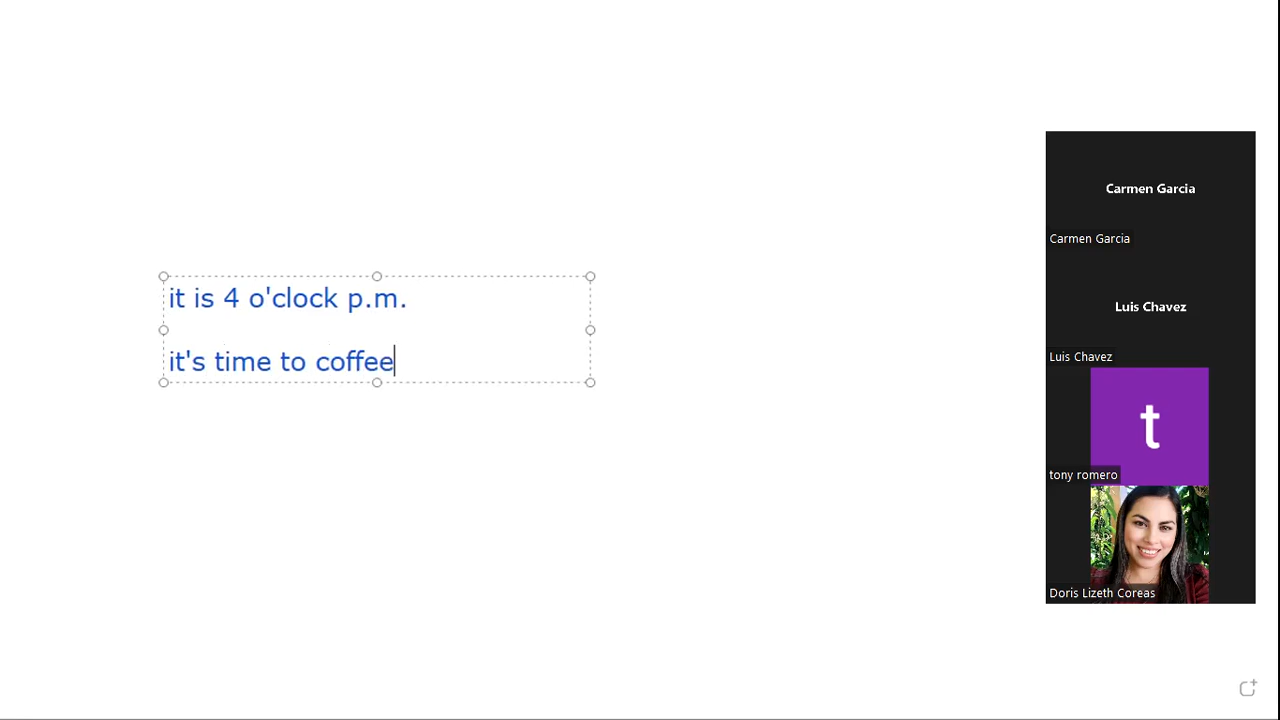 it is 4 o'clock p.m.
it's time to coffee
Carmen Garcia
Carmen Garcia
Luis Chavez
Luis Chavez
t
tony romero
Doris Lizeth Coreas